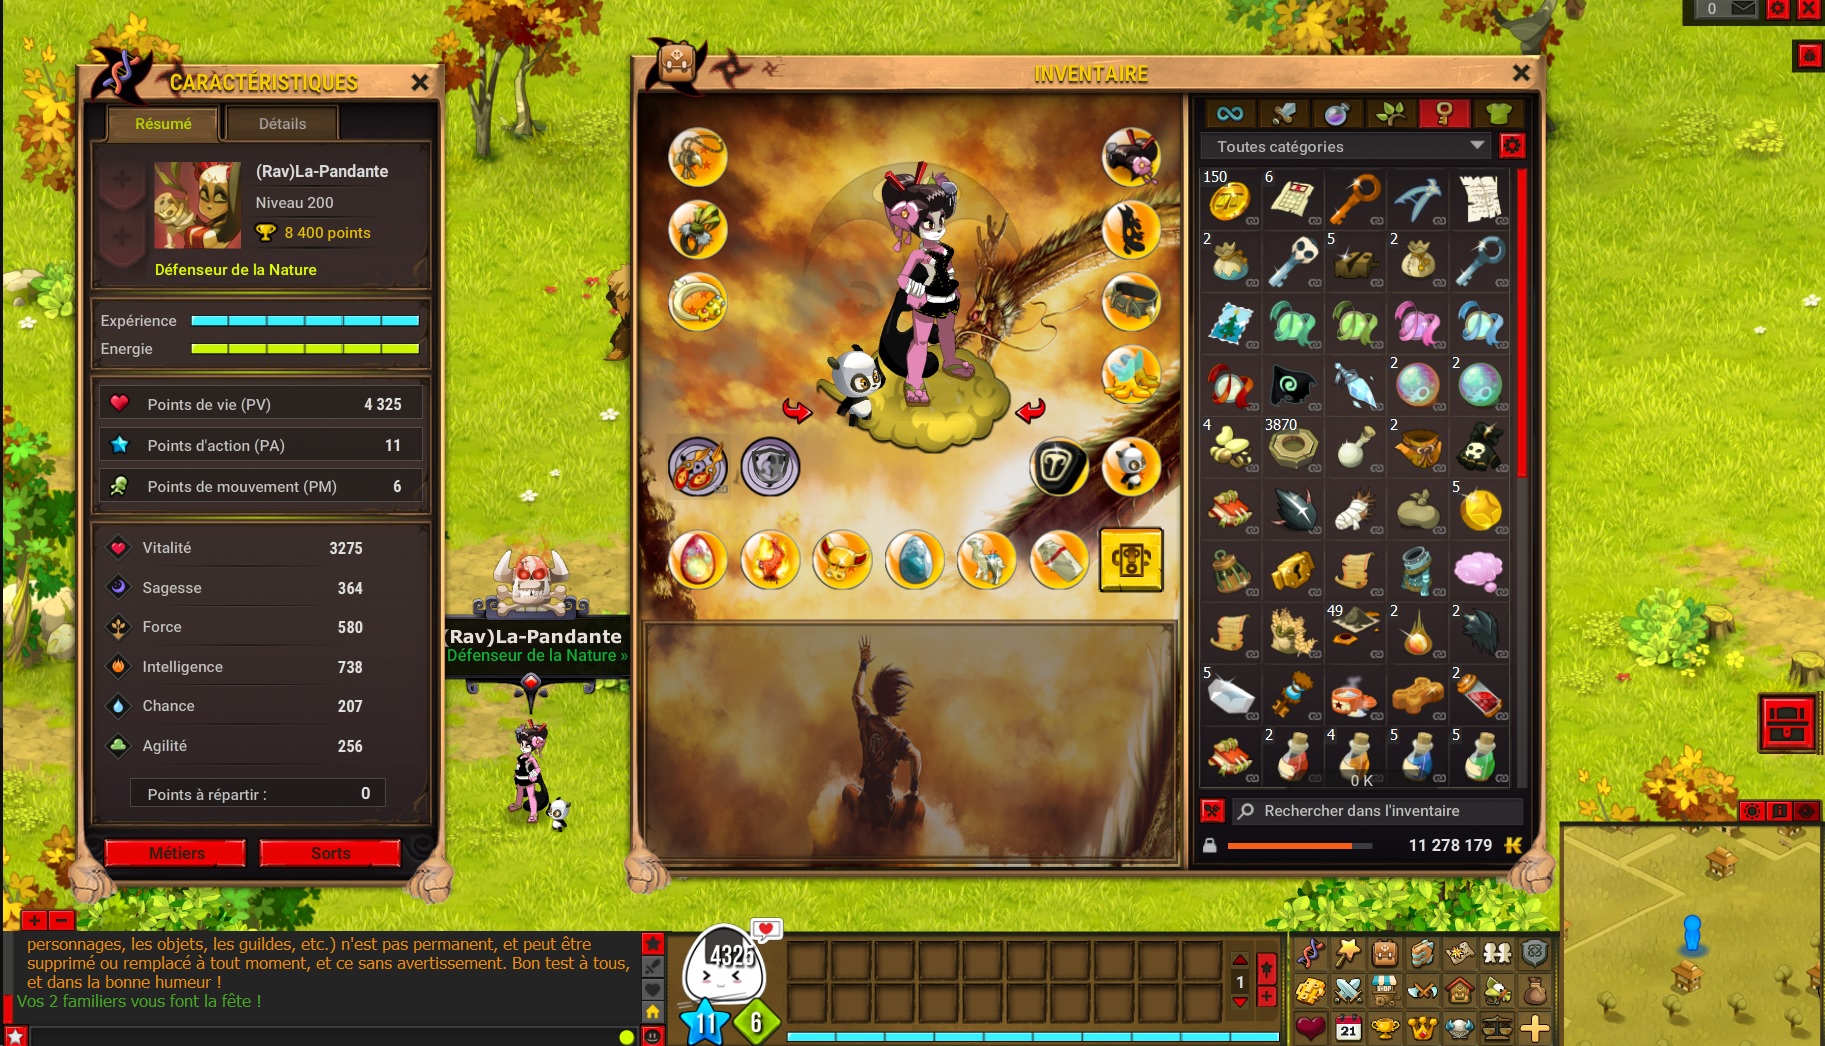 0
CARACTÉRISTIQUES
Résumé
Détails
(Rav)La-Pandante
Niveau 200
8 400 points
Défenseur de la Nature
Expérience
Energie
Points de vie (PV) 4 325
Points d'action (PA) 11
Points de mouvement (PM) 6
Vitalité 3275
Sagesse 364
Force 580
Intelligence 738
Chance 207
Agilité 256
Points à répartir : 0
Métiers
Sorts
(Rav)La-Pandante
Défenseur de la Nature »
INVENTAIRE
Toutes catégories
150 6
2 5 2
2 2
4 3870 2
5
49 2 2
5 2
2 4 5 5
0 K
Rechercher dans l'inventaire
11 278 179 K
personnages, les objets, les guildes, etc.) n'est pas permanent, et peut être
supprimé ou remplacé à tout moment, et ce sans avertissement. Bon test à tous,
et dans la bonne humeur !
Vos 2 familiers vous font la fête !
4325
11
6
1
SHOP
21